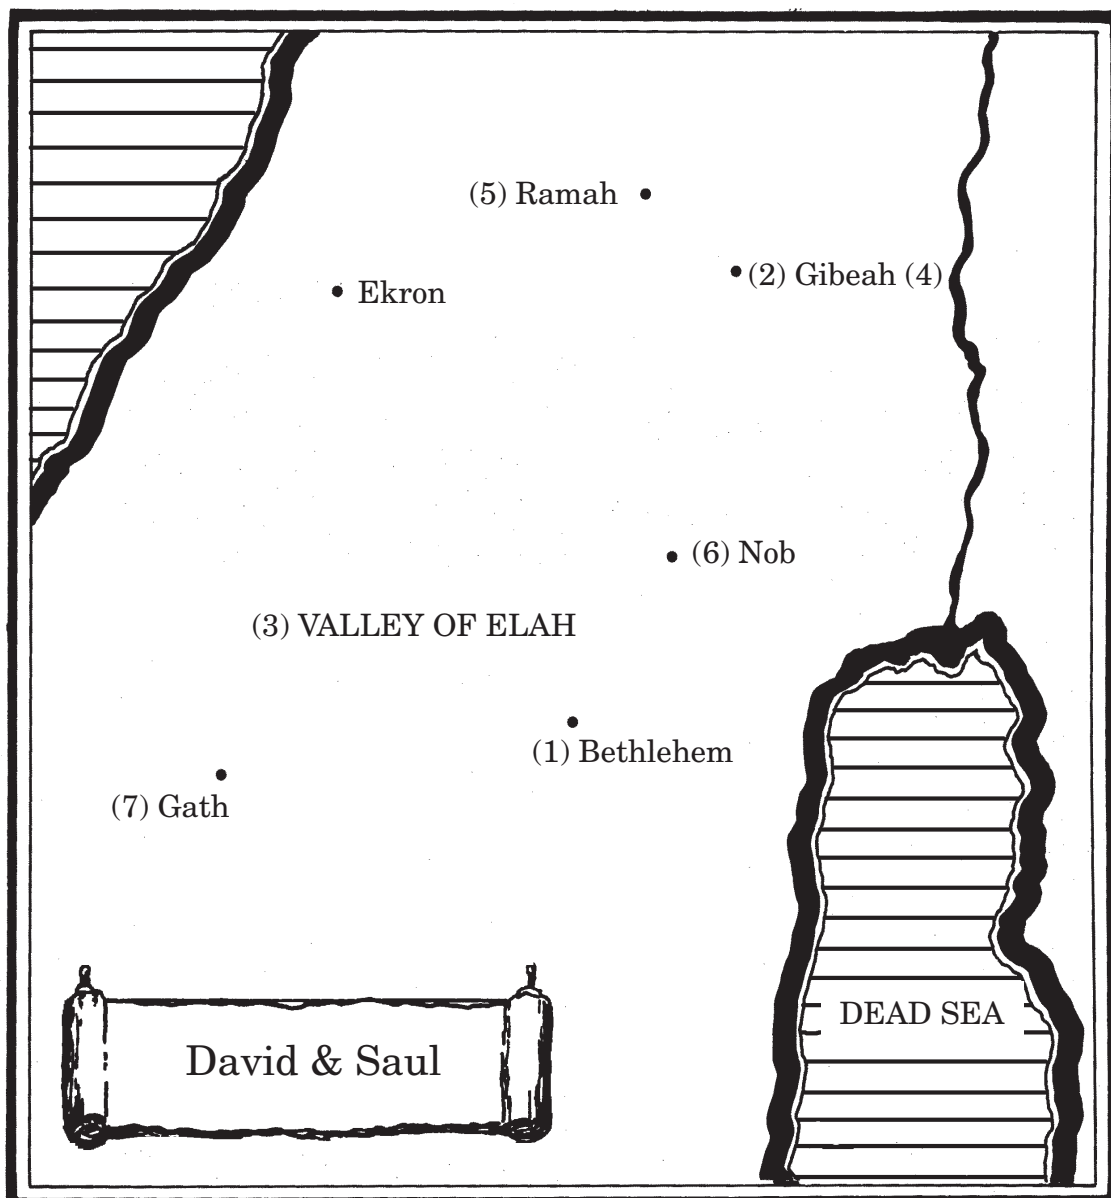 (5) Ramah
(2) Gibeah (4)
Ekron
(6) Nob
(3) VALLEY OF ELAH
(1) Bethlehem
(7) Gath
DEAD SEA
David & Saul